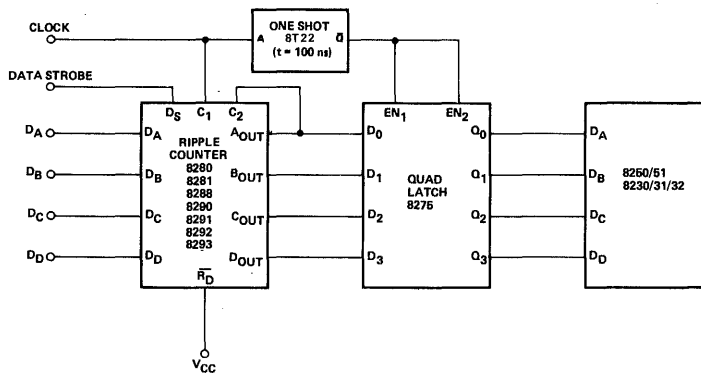 CLOCK
ONE SHOT
8T22
(t = 100 ns)
A
Q̅
DATA STROBE
DS
C1
C2
EN1
EN2
DA
DB
DC
DD
DA
DB
DC
DD
RIPPLE
COUNTER
8280
8281
8288
8290
8291
8292
8293
AOUT
BOUT
COUT
DOUT
R̅D̅
VCC
D0
D1
D2
D3
QUAD
LATCH
8275
Q0
Q1
Q2
Q3
DA
DB
DC
DD
8250/51
8230/31/32